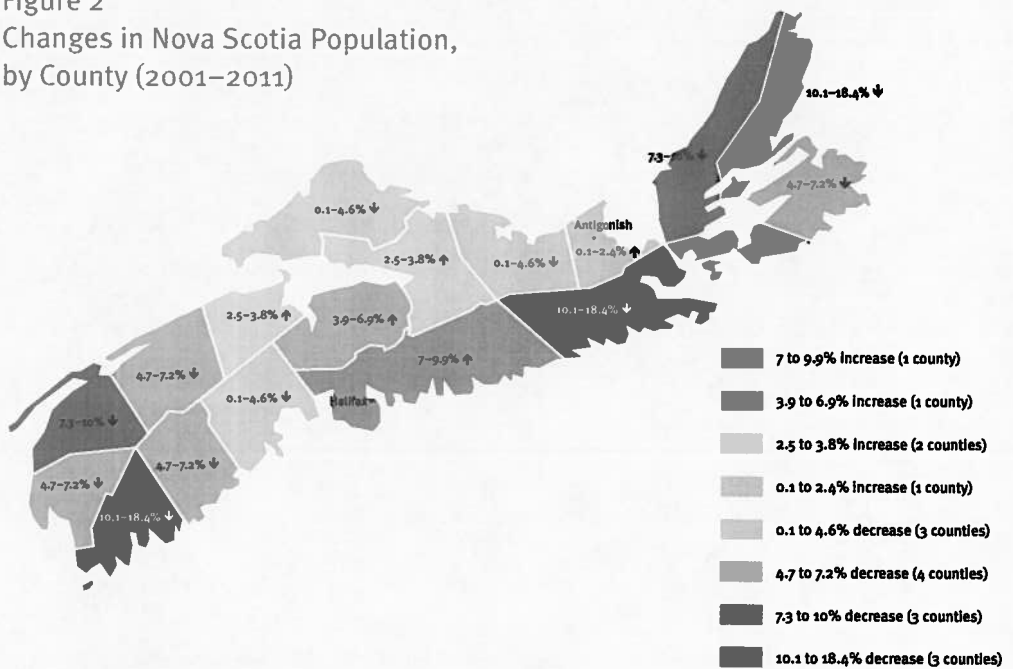 Figure 2
Changes in Nova Scotia Population,
by County (2001–2011)
10.1–18.4% ↓
7.3–10% ↓
4.7–7.2% ↓
0.1–4.6% ↓
Antigonish
2.5–3.8% ↑
0.1–4.6% ↓
0.1–2.4% ↑
10.1–18.4% ↓
2.5–3.8% ↑
3.9–6.9% ↑
7–9.9% ↑
4.7–7.2% ↓
0.1–4.6% ↓
Halifax
7.3–10% ↓
4.7–7.2% ↓
4.7–7.2% ↓
10.1–18.4% ↓
7 to 9.9% increase (1 county)
3.9 to 6.9% increase (1 county)
2.5 to 3.8% increase (2 counties)
0.1 to 2.4% increase (1 county)
0.1 to 4.6% decrease (3 counties)
4.7 to 7.2% decrease (4 counties)
7.3 to 10% decrease (3 counties)
10.1 to 18.4% decrease (3 counties)